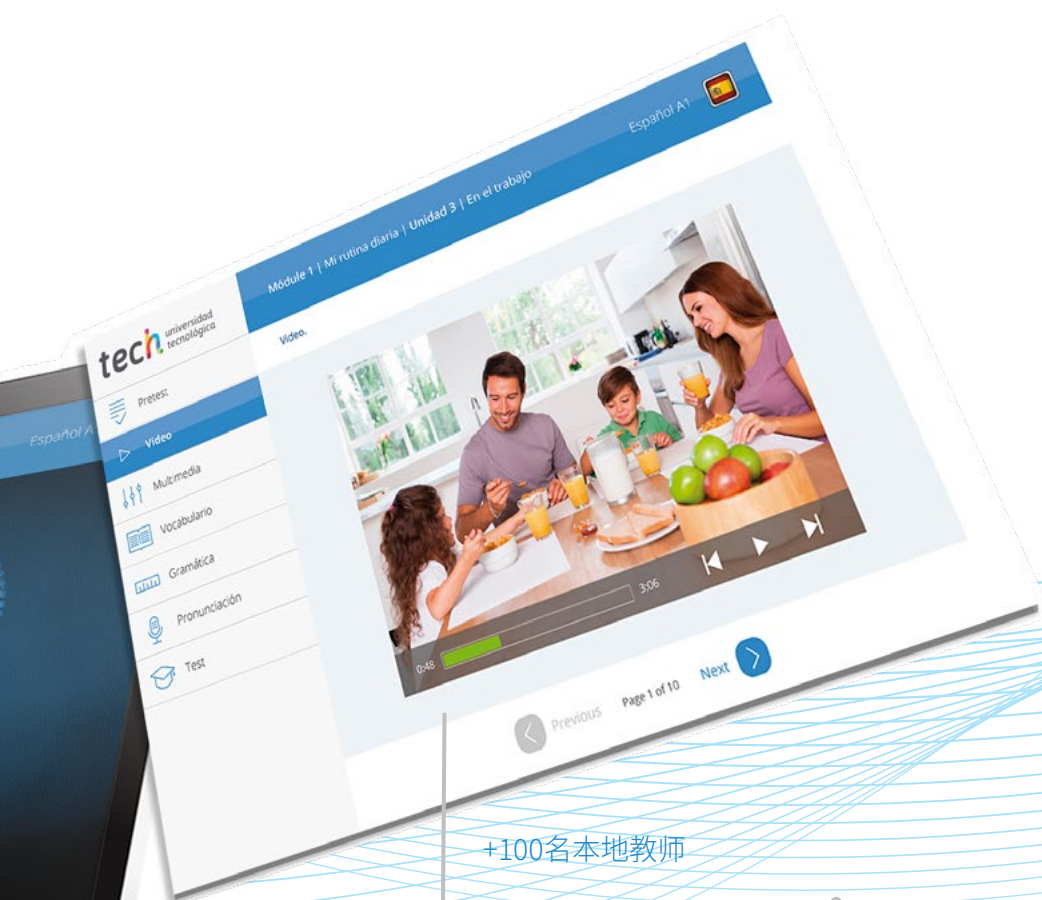 Español A1
Módule 1 | Mi rutina diaria | Unidad 3 | En el trabajo
tech universidad
tecnológica
Video.
Pretest
Video
Multimedia
Vocabulario
Gramática
Pronunciación
Test
0:48
3:06
Previous
Page 1 of 10
Next
Español A
+100名本地教师